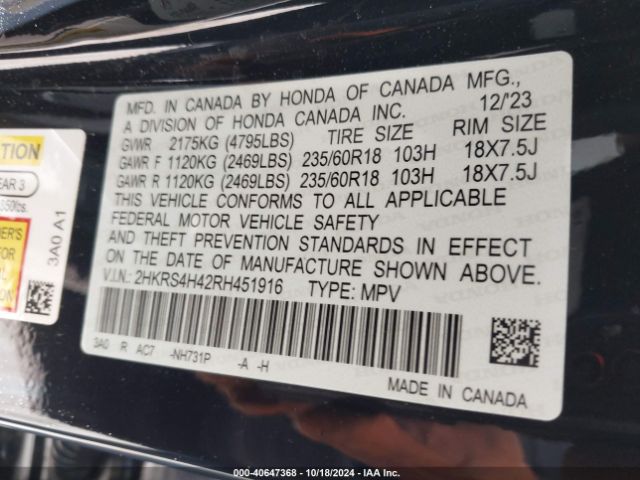 MFD. IN CANADA BY HONDA OF CANADA MFG.,
A DIVISION OF HONDA CANADA INC. 12/'23
GVWR 2175KG (4795LBS) TIRE SIZE RIM SIZE
GAWR F 1120KG (2469LBS) 235/60R18 103H 18X7.5J
GAWR R 1120KG (2469LBS) 235/60R18 103H 18X7.5J
THIS VEHICLE CONFORMS TO ALL APPLICABLE
FEDERAL MOTOR VEHICLE SAFETY
AND THEFT PREVENTION STANDARDS IN EFFECT
ON THE DATE OF MANUFACTURE SHOWN ABOVE.
V.I.N.: 2HKRS4H42RH451916 TYPE: MPV
3A0 R AC7 -NH731P -A -H
MADE IN CANADA
3A0 A1
000-40647368 | 10/18/2024 | IAA Inc.